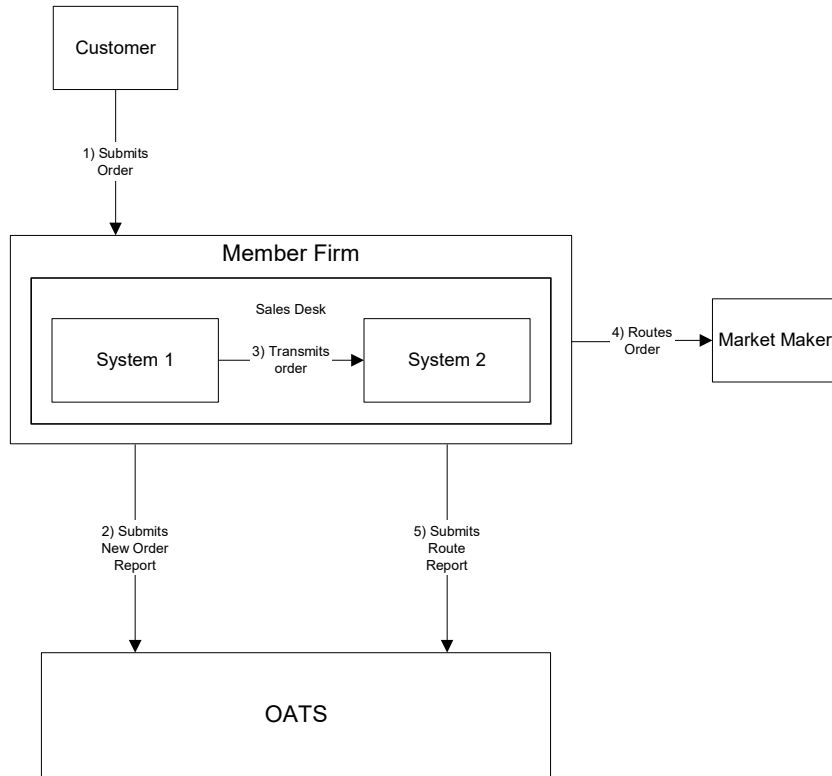 Customer
1) Submits
Order
Member Firm
Sales Desk
System 1
3) Transmits
order
System 2
4) Routes
Order
Market Maker
2) Submits
New Order
Report
5) Submits
Route
Report
OATS